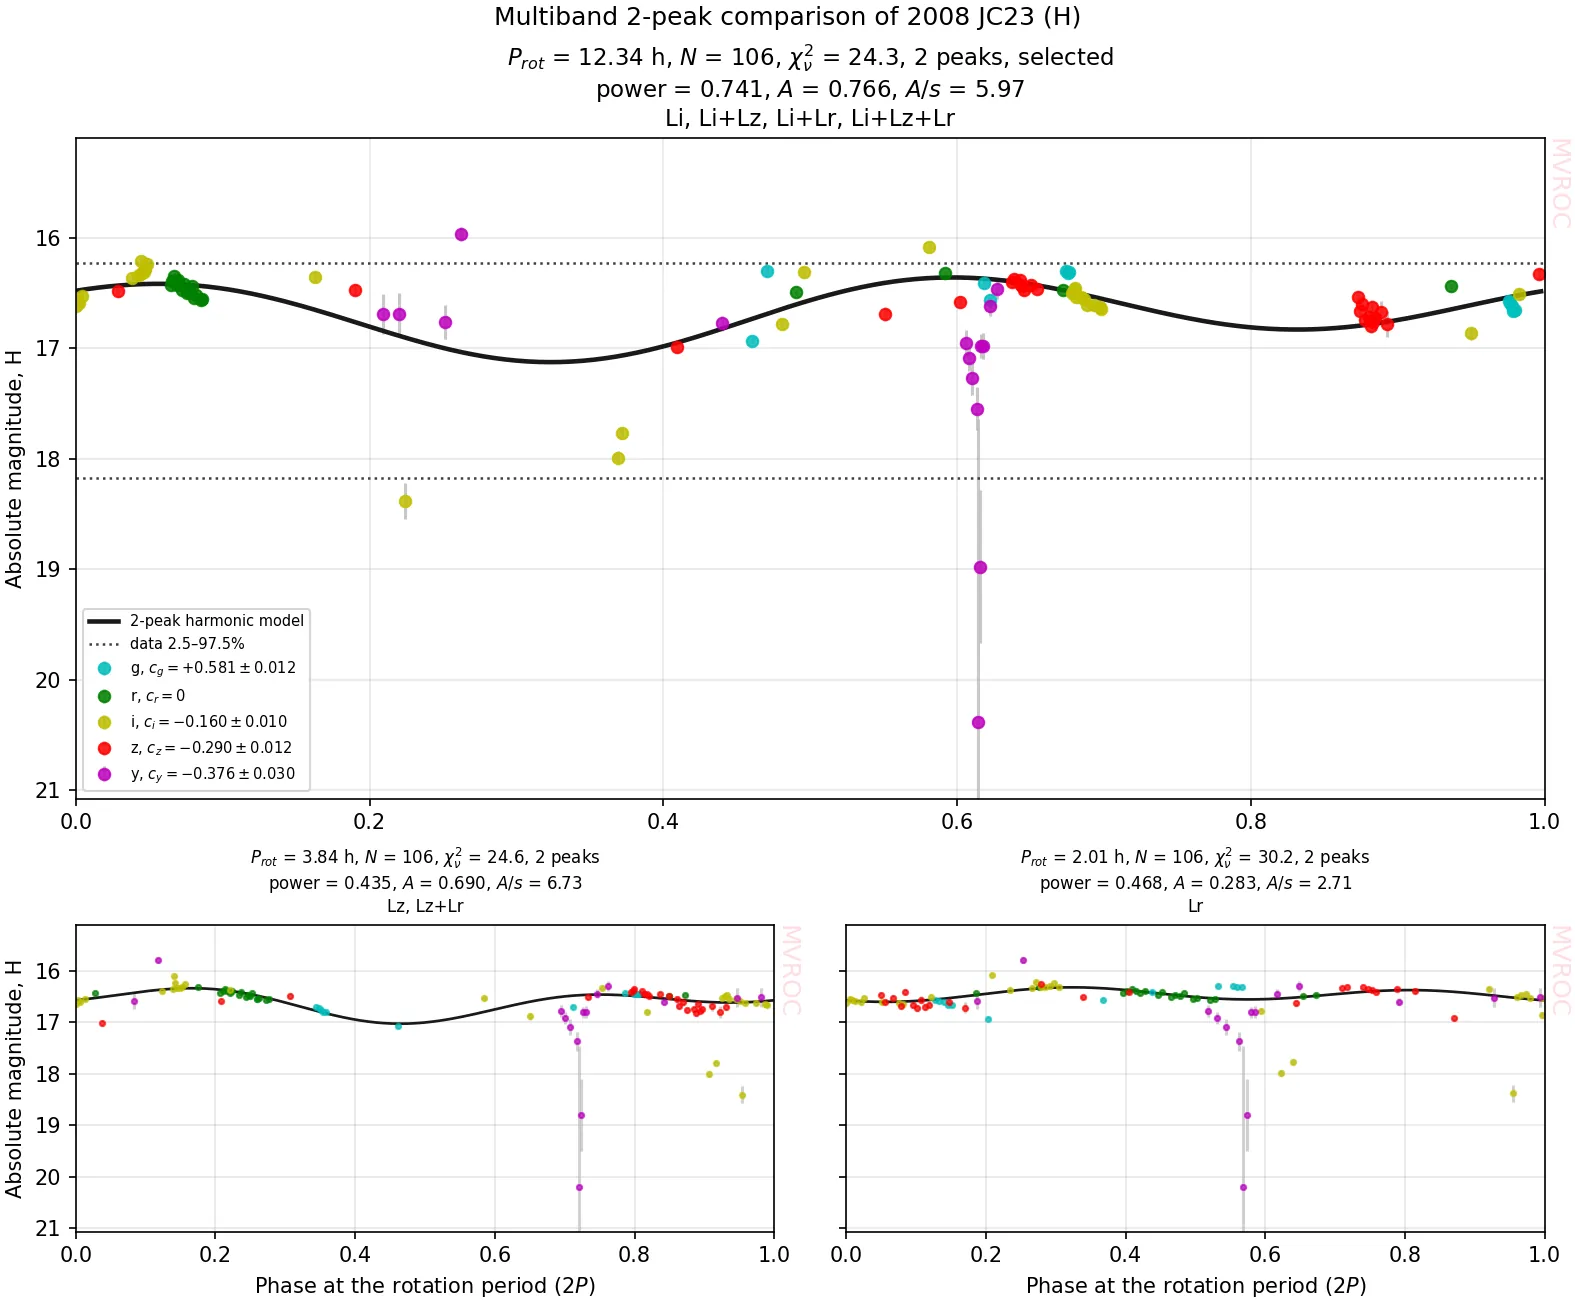 Multiband 2-peak comparison of 2008 JC23 (H)
P_rot = 12.34 h, N = 106, χ²_ν = 24.3, 2 peaks, selected
power = 0.741, A = 0.766, A/s = 5.97
Li, Li+Lz, Li+Lr, Li+Lz+Lr
MVROC
Absolute magnitude, H
16
17
18
19
20
21
2-peak harmonic model
data 2.5–97.5%
g, c_g = +0.581 ± 0.012
r, c_r = 0
i, c_i = −0.160 ± 0.010
z, c_z = −0.290 ± 0.012
y, c_y = −0.376 ± 0.030
0.0 0.2 0.4 0.6 0.8 1.0
P_rot = 3.84 h, N = 106, χ²_ν = 24.6, 2 peaks
power = 0.435, A = 0.690, A/s = 6.73
Lz, Lz+Lr
MVROC
Absolute magnitude, H
16
17
18
19
20
21
0.0 0.2 0.4 0.6 0.8 1.0
Phase at the rotation period (2P)
P_rot = 2.01 h, N = 106, χ²_ν = 30.2, 2 peaks
power = 0.468, A = 0.283, A/s = 2.71
Lr
MVROC
0.0 0.2 0.4 0.6 0.8 1.0
Phase at the rotation period (2P)